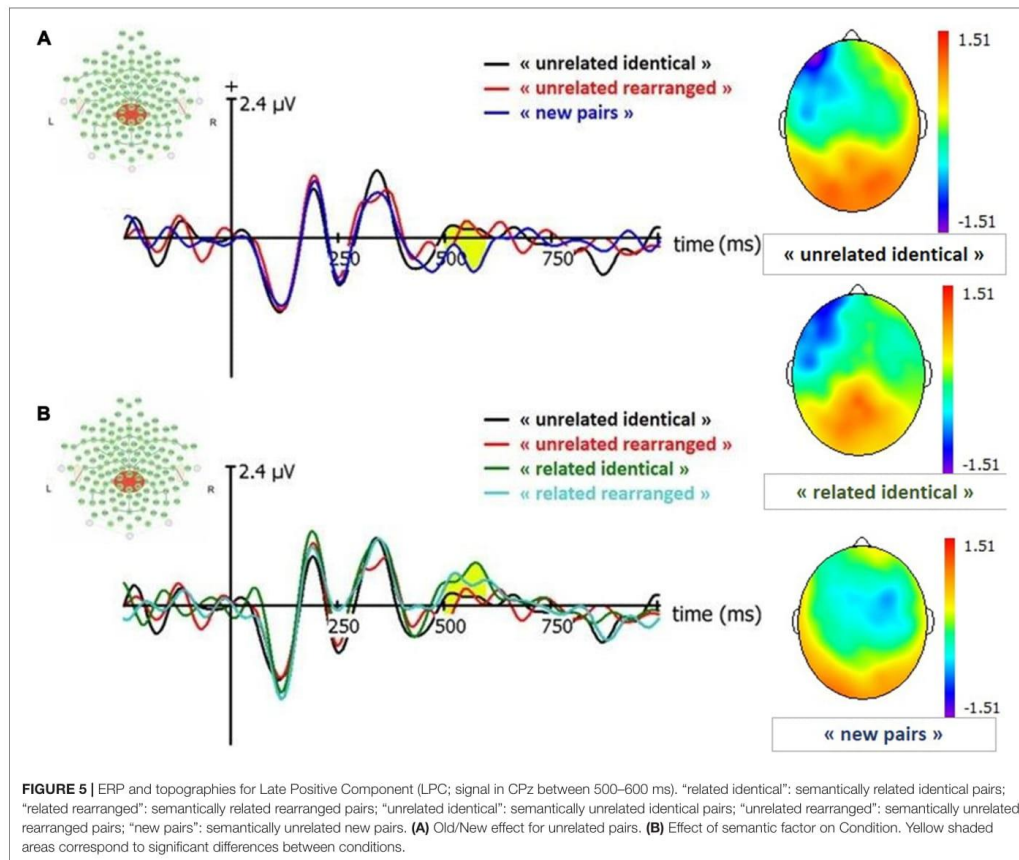 A
L
R
+
2.4 µV
« unrelated identical »
« unrelated rearranged »
« new pairs »
250
500
750
time (ms)
1.51
-1.51
« unrelated identical »
1.51
-1.51
« related identical »
B
L
R
2.4 µV
« unrelated identical »
« unrelated rearranged »
« related identical »
« related rearranged »
250
500
750
time (ms)
1.51
-1.51
« new pairs »
FIGURE 5 | ERP and topographies for Late Positive Component (LPC; signal in CPz between 500–600 ms). “related identical”: semantically related identical pairs;
“related rearranged”: semantically related rearranged pairs; “unrelated identical”: semantically unrelated identical pairs; “unrelated rearranged”: semantically unrelated
rearranged pairs; “new pairs”: semantically unrelated new pairs. (A) Old/New effect for unrelated pairs. (B) Effect of semantic factor on Condition. Yellow shaded
areas correspond to significant differences between conditions.